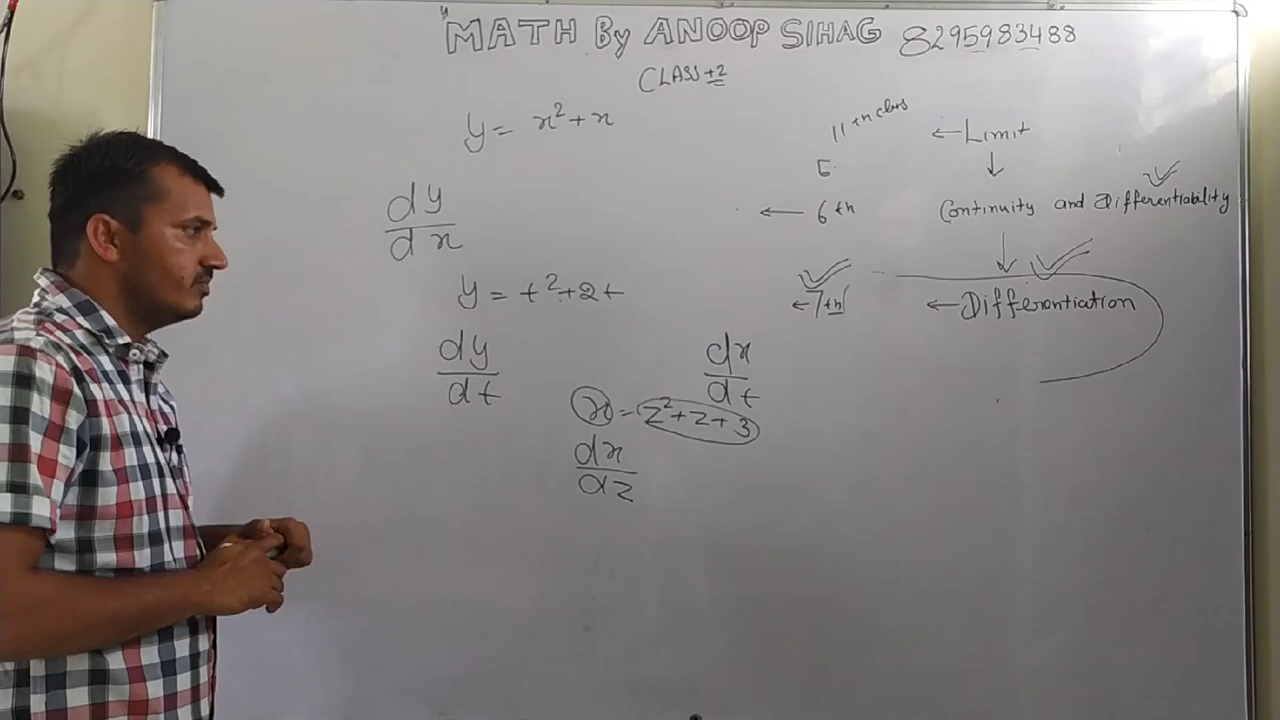 "MATH By ANOOP SIHAG 8295983488
CLASS +2
y = x² + x
11th class ← Limit
↓
5
dy/dx
← 6th Continuity and Differentiability
↓
y = t² + 2t
← 7th ← Differentiation
dy/dt
dx/dt
x = z² + z + 3
dx/dz